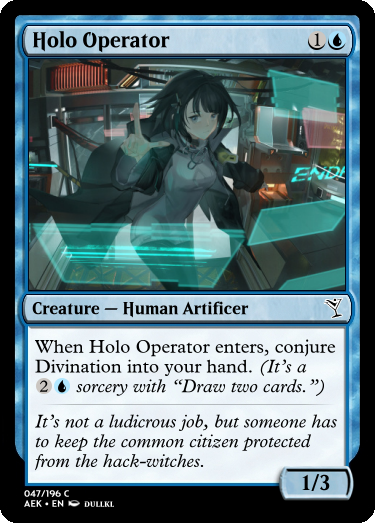 Holo Operator 1
ENDI
Creature — Human Artificer
When Holo Operator enters, conjure
Divination into your hand. (It's a
2 sorcery with “Draw two cards.”)
It's not a ludicrous job, but someone has
to keep the common citizen protected
from the hack-witches.
1/3
047/196 C
AEK • EN DULLKL